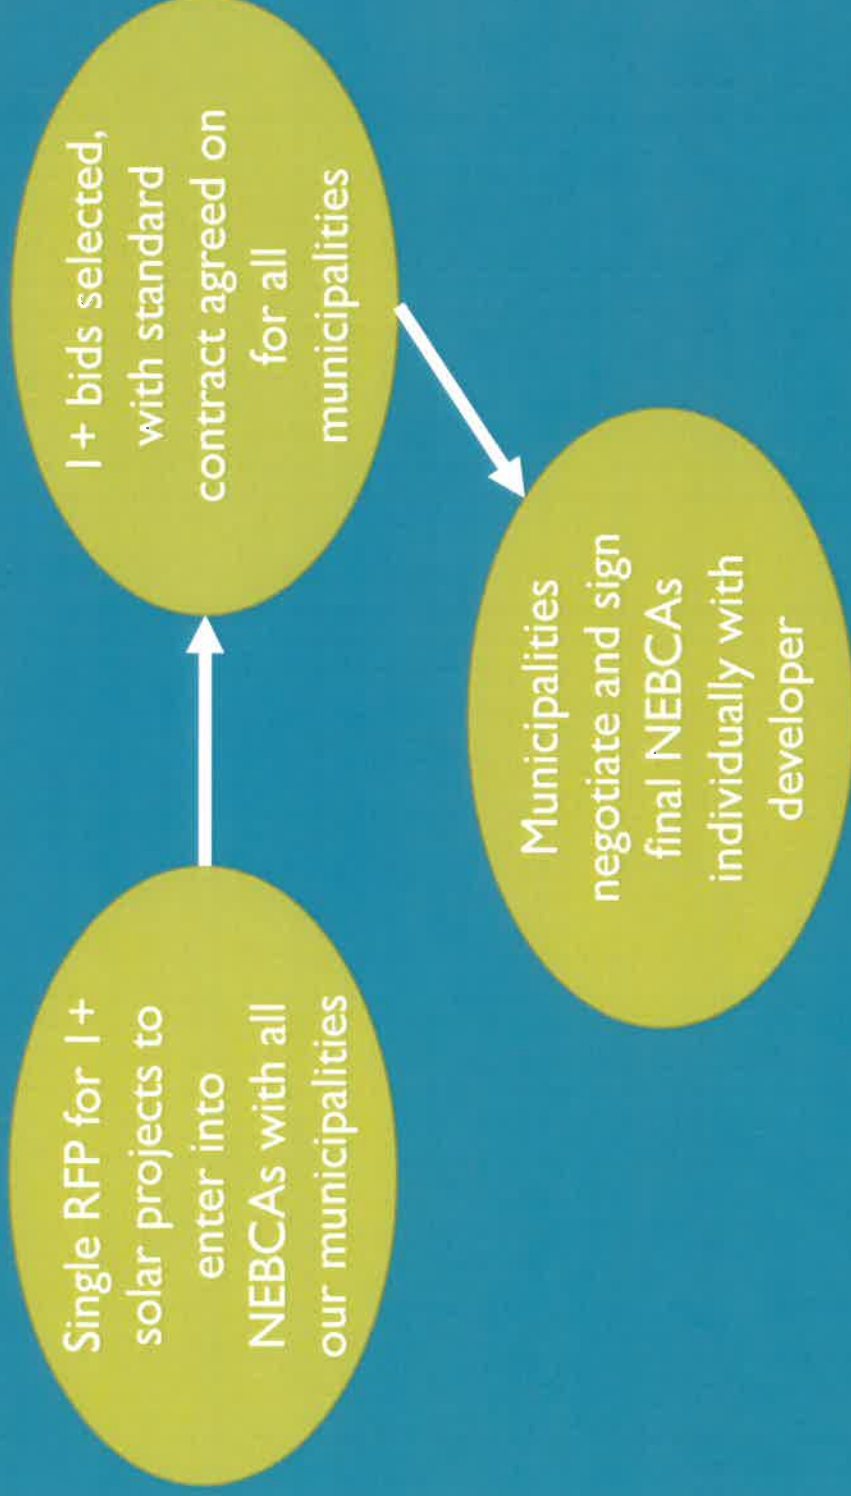 Single RFP for 1+
solar projects to
enter into
NEBCAs with all
our municipalities
1+ bids selected,
with standard
contract agreed on
for all
municipalities
Municipalities
negotiate and sign
final NEBCAs
individually with
developer